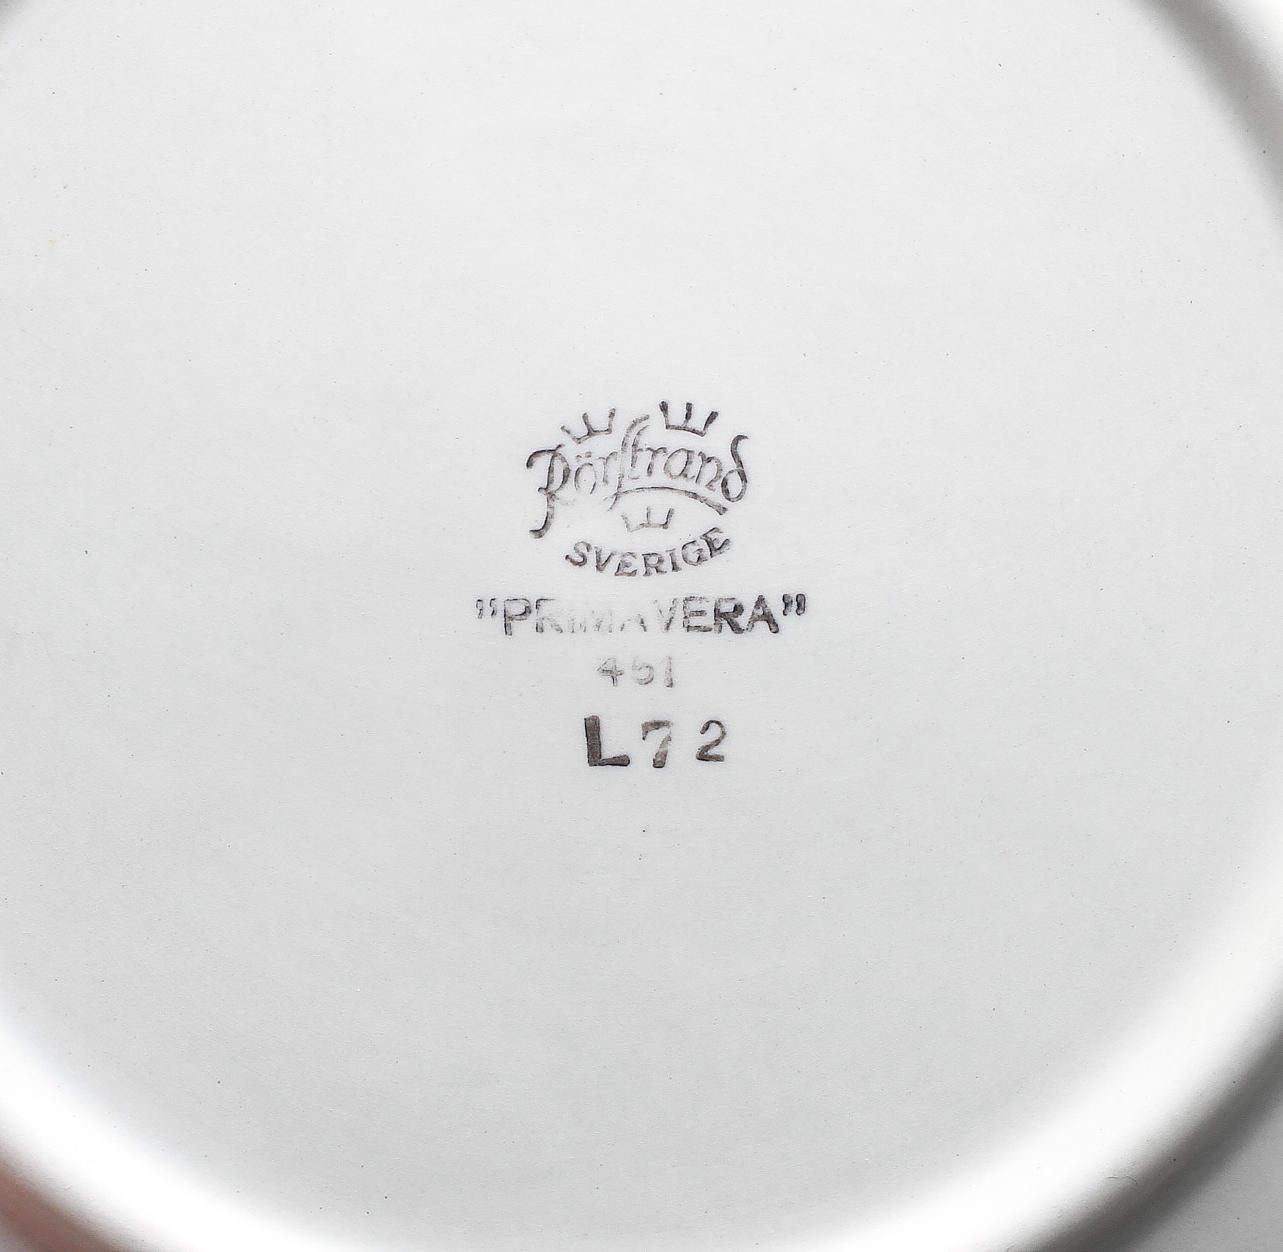 Rörstrand
SVERIGE
"PRIMAVERA"
451
L72